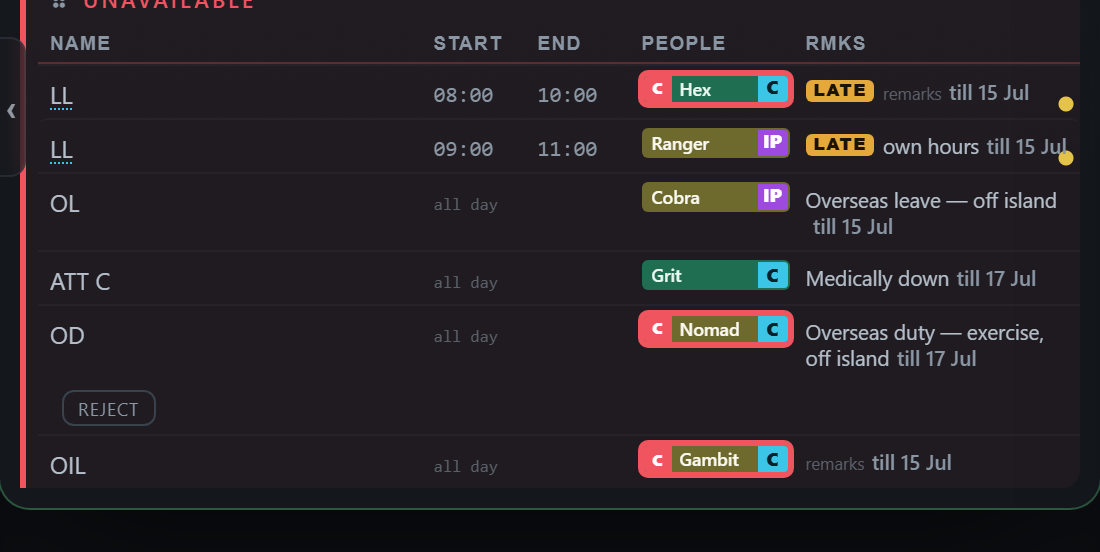 UNAVAILABLE
NAME START END PEOPLE RMKS
LL 08:00 10:00 C Hex C LATE remarks till 15 Jul
LL 09:00 11:00 Ranger IP LATE own hours till 15 Jul
OL all day Cobra IP Overseas leave — off island
till 15 Jul
ATT C all day Grit C Medically down till 17 Jul
OD all day C Nomad C Overseas duty — exercise,
off island till 17 Jul
REJECT
OIL all day C Gambit C remarks till 15 Jul